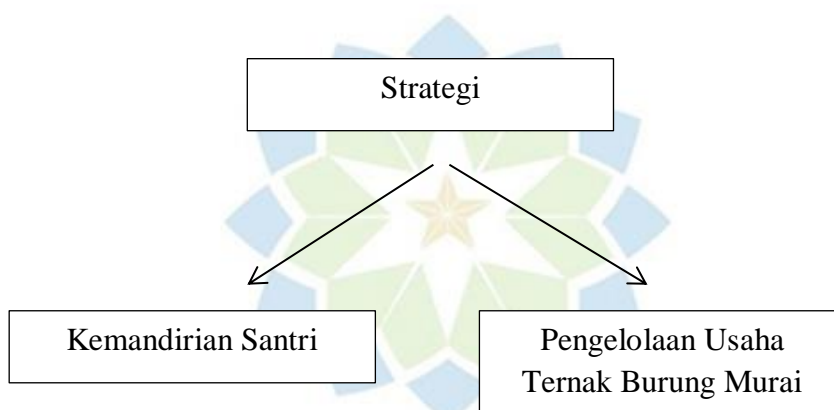 Strategi
Kemandirian Santri
Pengelolaan Usaha
Ternak Burung Murai